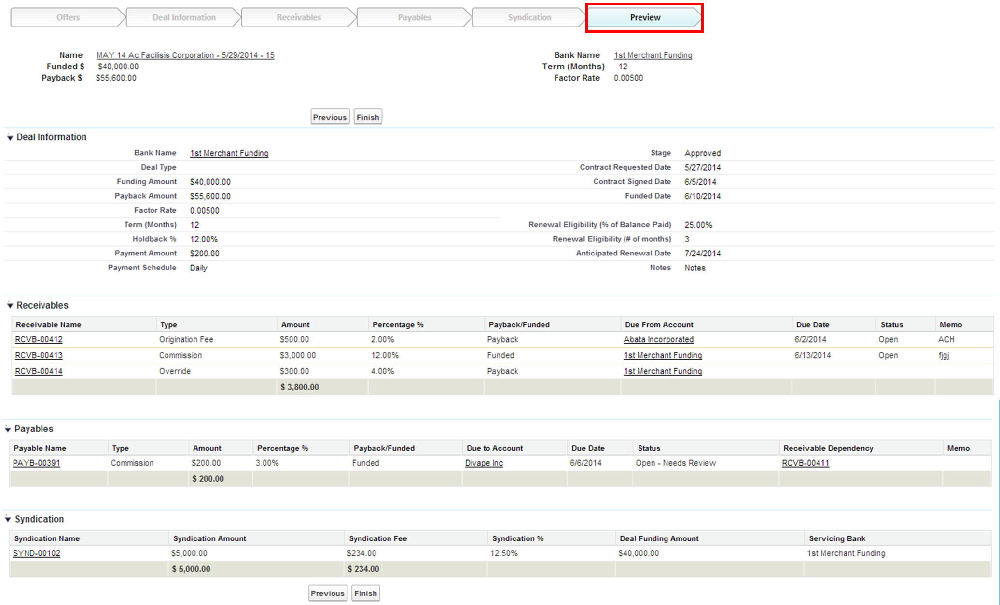 Offers Deal Information Receivables Payables Syndication Preview
Name MAY 14 Ac Facilisis Corporation - 5/29/2014 - 15 Bank Name 1st Merchant Funding
Funded $ $40,000.00 Term (Months) 12
Payback $ $55,600.00 Factor Rate 0.00500
Previous Finish
Deal Information
Bank Name 1st Merchant Funding Stage Approved
Deal Type Contract Requested Date 5/27/2014
Funding Amount $40,000.00 Contract Signed Date 6/5/2014
Payback Amount $55,600.00 Funded Date 6/10/2014
Factor Rate 0.00500
Term (Months) 12 Renewal Eligibility (% of Balance Paid) 25.00%
Holdback % 12.00% Renewal Eligibility (# of months) 3
Payment Amount $200.00 Anticipated Renewal Date 7/24/2014
Payment Schedule Daily Notes Notes
Receivables
Receivable Name Type Amount Percentage % Payback/Funded Due From Account Due Date Status Memo
RCVB-00412 Origination Fee $500.00 2.00% Payback Abata Incorporated 6/2/2014 Open ACH
RCVB-00413 Commission $3,000.00 12.00% Funded 1st Merchant Funding 6/13/2014 Open fjgj
RCVB-00414 Override $300.00 4.00% Payback 1st Merchant Funding
$ 3,800.00
Payables
Payable Name Type Amount Percentage % Payback/Funded Due to Account Due Date Status Receivable Dependency Memo
PAYB-00391 Commission $200.00 3.00% Funded Divape Inc 6/6/2014 Open - Needs Review RCVB-00411
$ 200.00
Syndication
Syndication Name Syndication Amount Syndication Fee Syndication % Deal Funding Amount Servicing Bank
SYND-00102 $5,000.00 $234.00 12.50% $40,000.00 1st Merchant Funding
$ 5,000.00 $ 234.00
Previous Finish